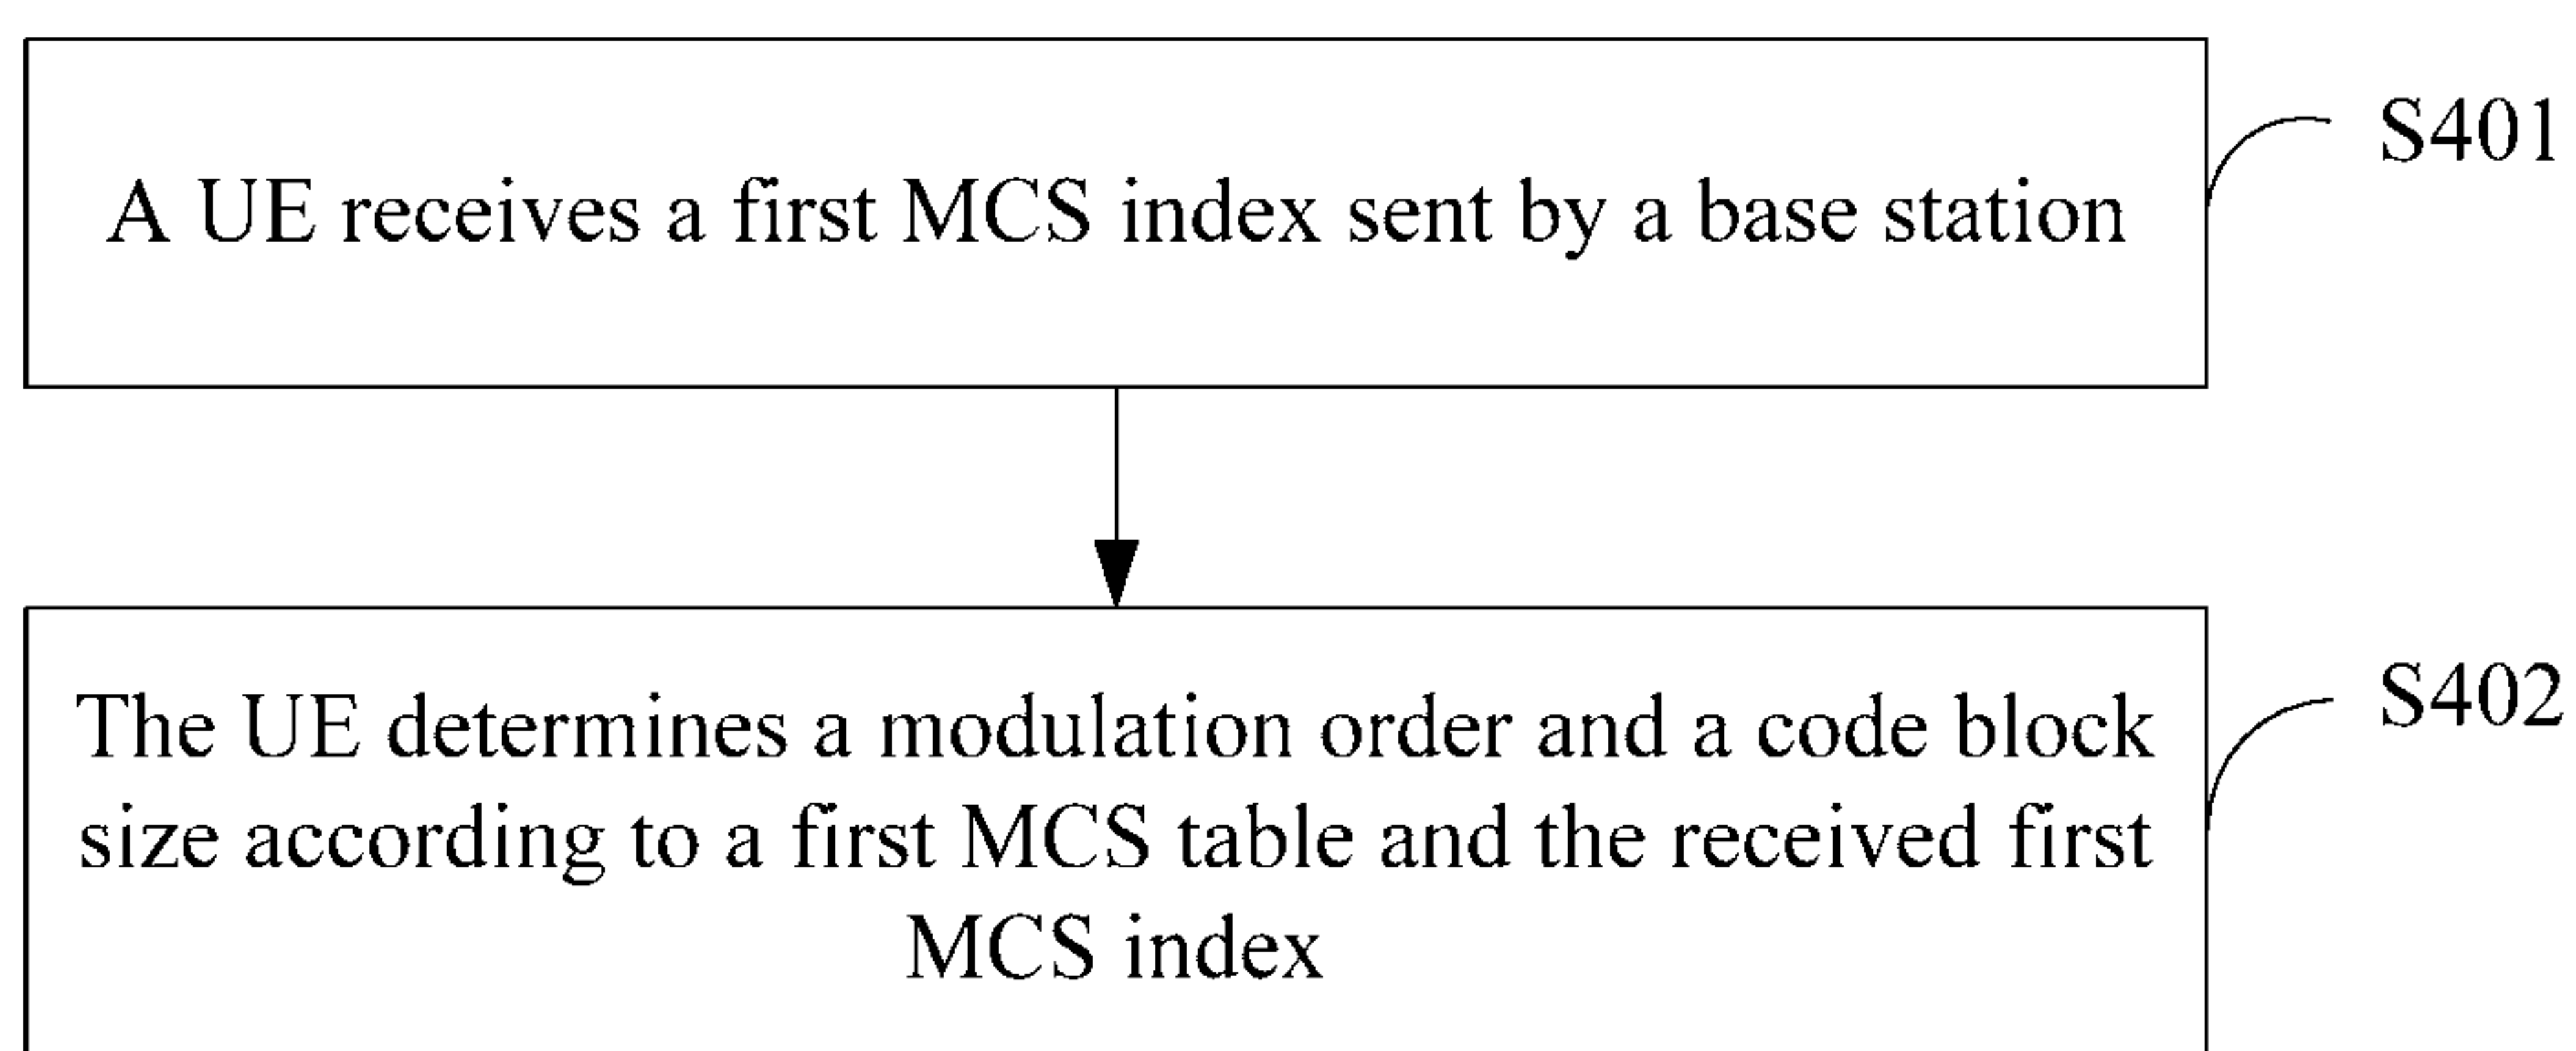 A UE receives a first MCS index sent by a base station
S401
The UE determines a modulation order and a code block
size according to a first MCS table and the received first
MCS index
S402